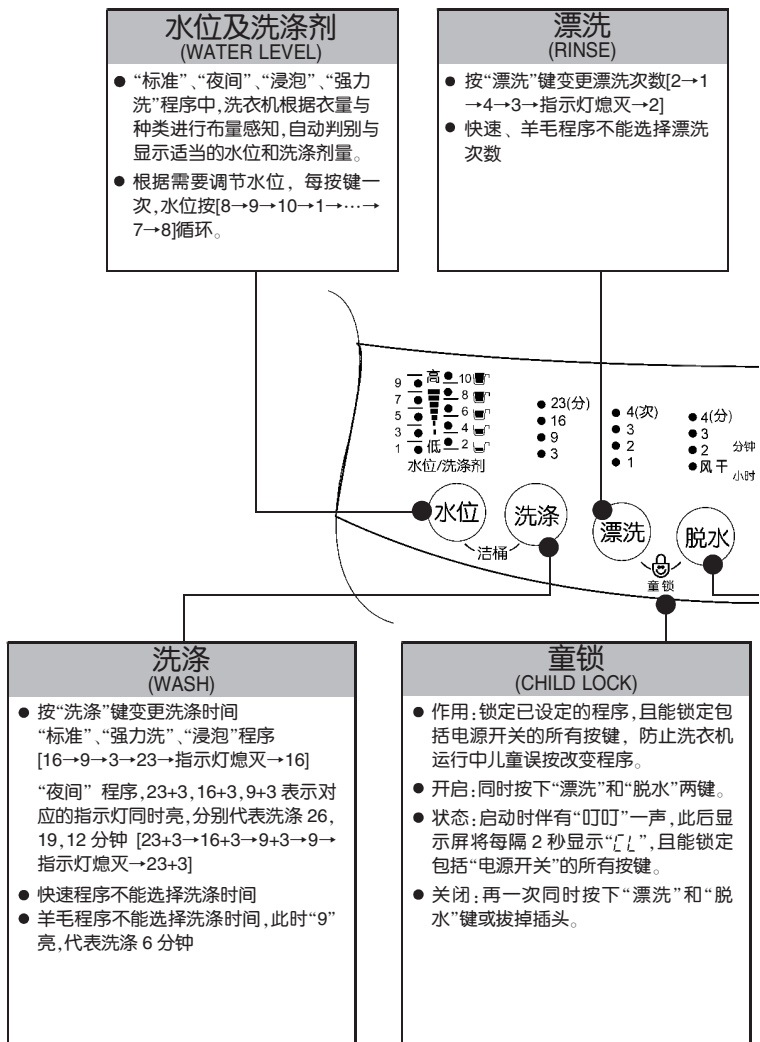 水位及洗涤剂
(WATER LEVEL)
● “标准”、“夜间”、“浸泡”、“强力
洗”程序中,洗衣机根据衣量与
种类进行布量感知,自动判别与
显示适当的水位和洗涤剂量。
● 根据需要调节水位，每按键一
次,水位按[8→9→10→1→…→
7→8]循环。
漂洗
(RINSE)
● 按“漂洗”键变更漂洗次数[2→1
→4→3→指示灯熄灭→2]
● 快速、羊毛程序不能选择漂洗
次数
9 高 10
7 8
5 6
3 4
1 低 2
水位/洗涤剂
23(分)
16
9
3
4(次)
3
2
1
4(分)
3
2
风干
分钟
小时
水位
洗涤
漂洗
脱水
洁桶
童锁
洗涤
(WASH)
● 按“洗涤”键变更洗涤时间
“标准”、“强力洗”、“浸泡”程序
[16→9→3→23→指示灯熄灭→16]
“夜间”程序,23+3,16+3,9+3 表示对
应的指示灯同时亮,分别代表洗涤 26,
19,12 分钟 [23+3→16+3→9+3→9→
指示灯熄灭→23+3]
● 快速程序不能选择洗涤时间
● 羊毛程序不能选择洗涤时间,此时“9”
亮,代表洗涤 6 分钟
童锁
(CHILD LOCK)
● 作用:锁定已设定的程序,且能锁定包
括电源开关的所有按键，防止洗衣机
运行中儿童误按改变程序。
● 开启:同时按下“漂洗”和“脱水”两键。
● 状态:启动时伴有“叮叮”一声,此后显
示屏将每隔 2 秒显示“CL”,且能锁定
包括“电源开关”的所有按键。
● 关闭:再一次同时按下“漂洗”和“脱
水”键或拔掉插头。